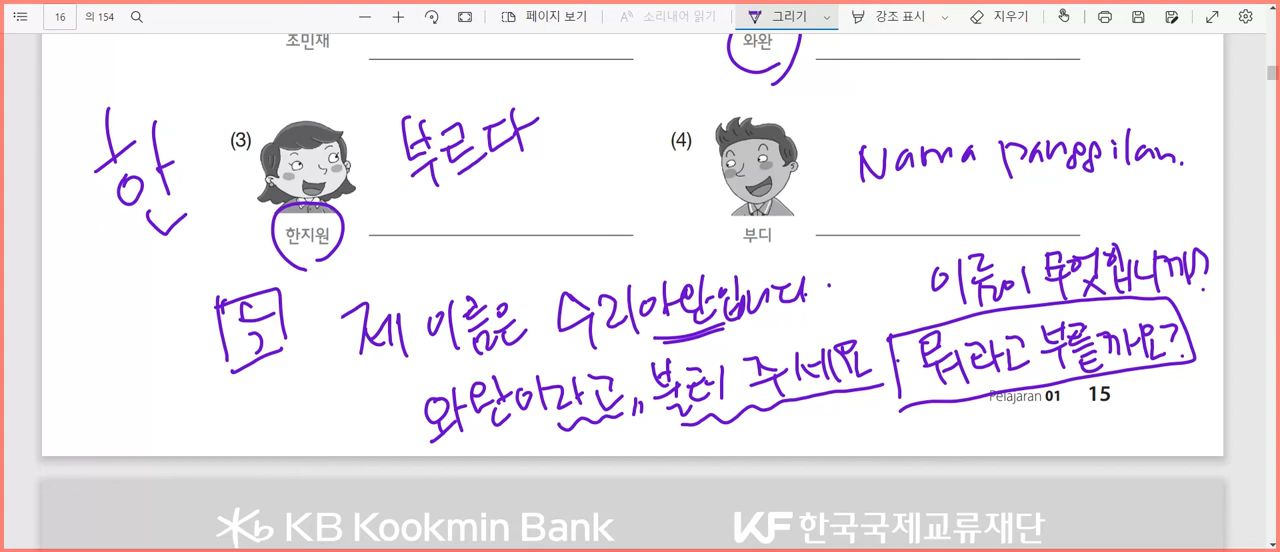 16 의 154 페이지 보기 소리내어 읽기 그리기 강조 표시 지우기
조민재 와완
(3) 부르다 (4) Nama panggilan.
한
한지원 부디
이름이 무엇입니까?
제 이름은 수리아완입니다.
와완이라고,, 불러 주세요 뭐라고 부를까요?
Pelajaran 01 15
KB Kookmin Bank KF 한국국제교류재단